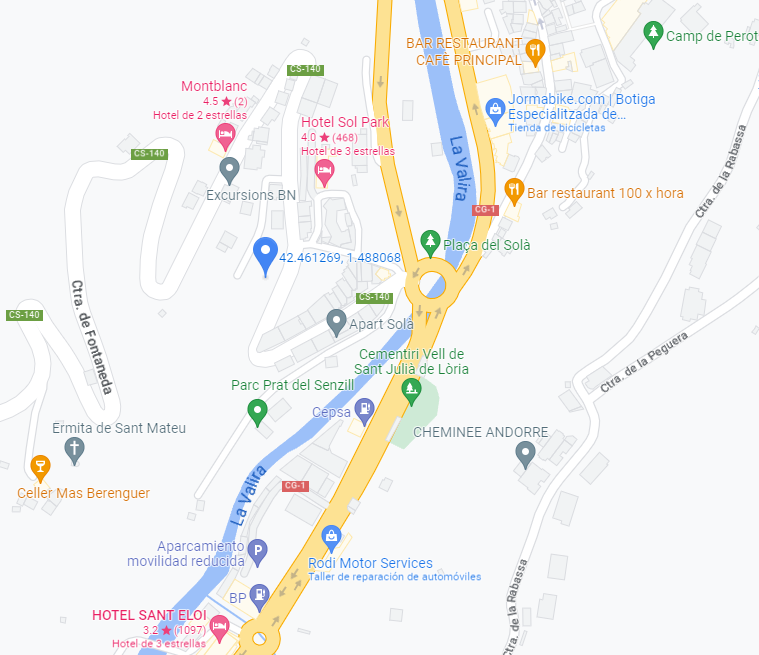 BAR RESTAURANT
CAFÈ PRINCIPAL
Camp de Perot
CS-140
Montblanc
4.5 ★ (2)
Hotel de 2 estrellas
Jormabike.com | Botiga
Especialitzada de...
Tienda de bicicletas
Hotel Sol Park
4.0 ★ (468)
Hotel de 3 estrellas
CS-140
La Valira
Ctra. de la Rabassa
Excursions BN
Bar restaurant 100 x hora
CG-1
Plaça del Solà
42.461269, 1.488068
CS-140
CS-140
Ctra. de Fontaneda
Apart Solà
Cementiri Vell de
Sant Julià de Lòria
Ctra. de la Peguera
Parc Prat del Senzill
Cepsa
CHEMINEE ANDORRE
Ermita de Sant Mateu
Celler Mas Berenguer
CG-1
La Valira
Aparcamiento
movilidad reducida
P
Rodi Motor Services
Taller de reparación de automóviles
BP
HOTEL SANT ELOI
3.2 ★ (1097)
Hotel de 3 estrellas
Ctra. de la Rabassa